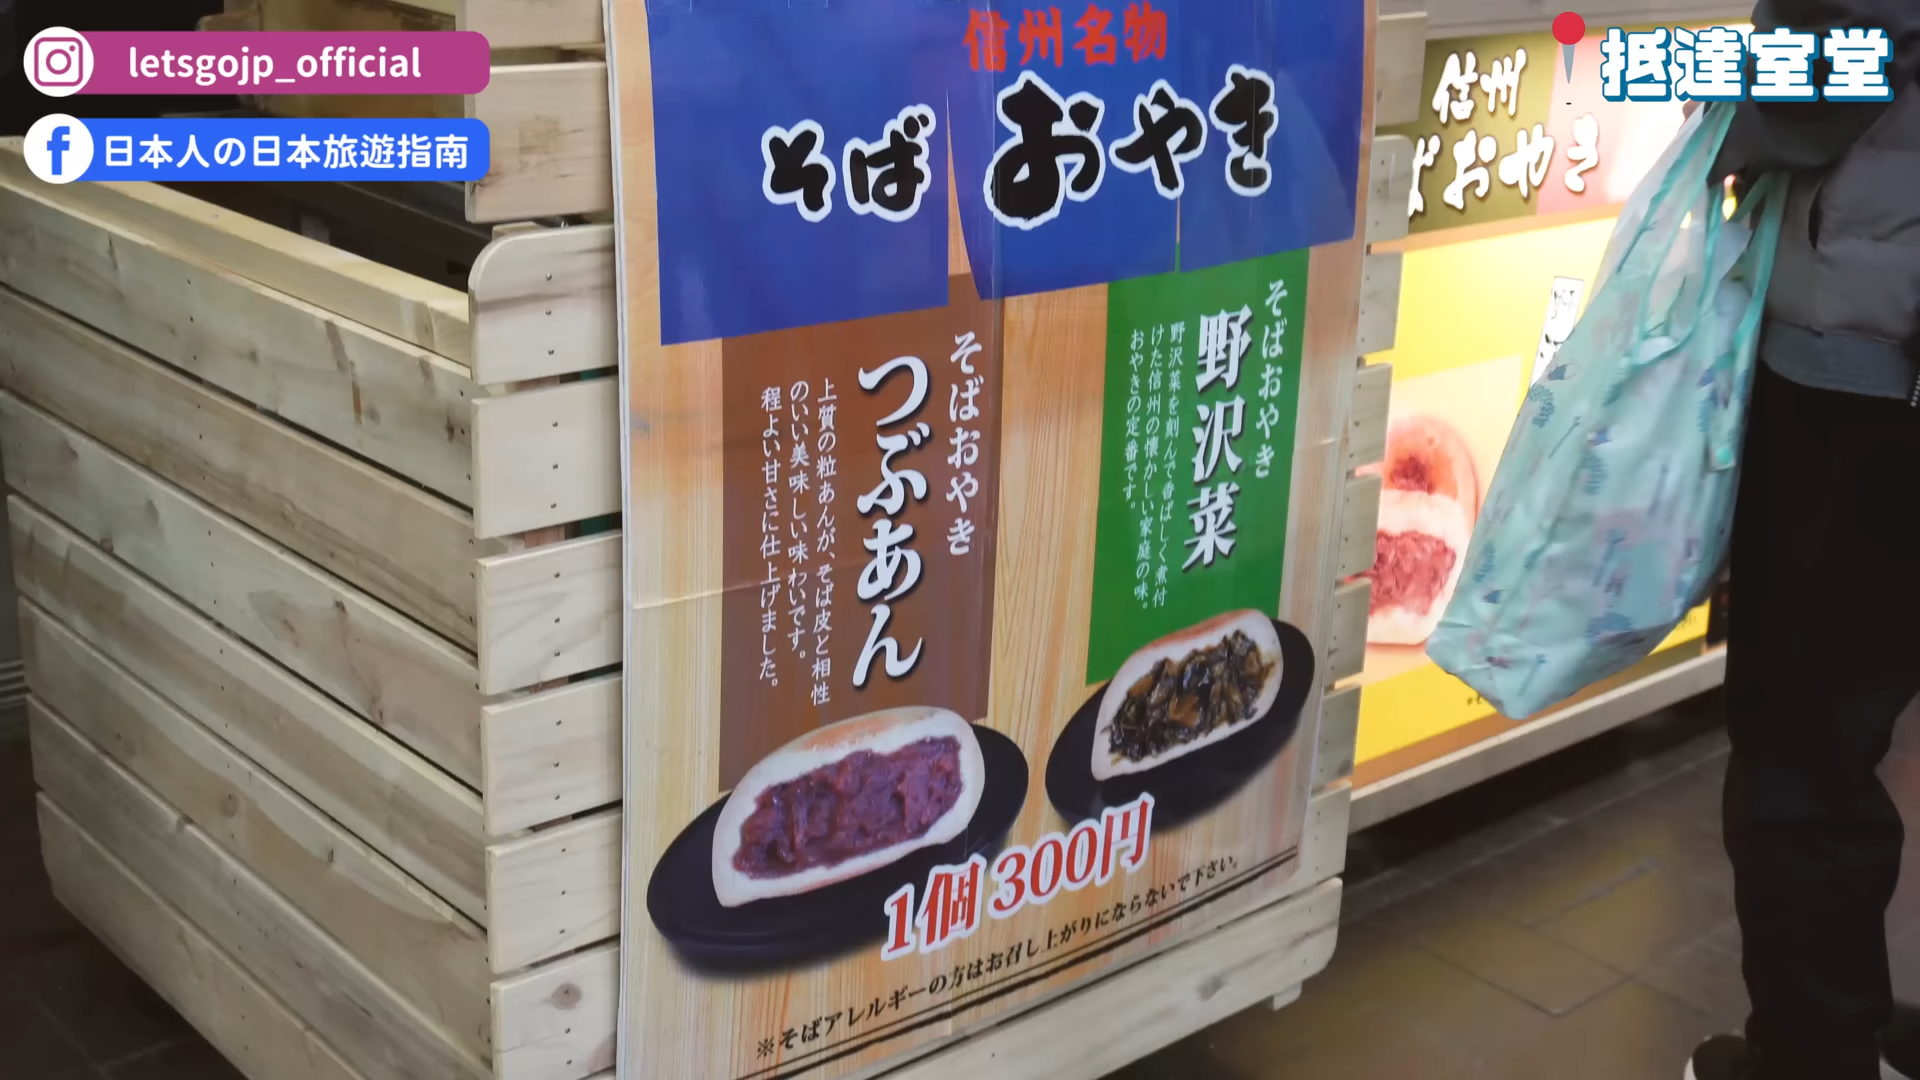 letsgojp_official
日本人の日本旅遊指南
抵達室堂
信州名物
そば おやき
そばおやき
野沢菜
野沢菜を刻んで香ばしく煮付
けた信州の懐かしい家庭の味。
おやきの定番です。
そばおやき
つぶあん
上質の粒あんが、そば皮と相性
のいい美味しい味わいです。
程よい甘さに仕上げました。
1個 300円
※そばアレルギーの方はお召し上がりにならないで下さい。
信州
ばおやき